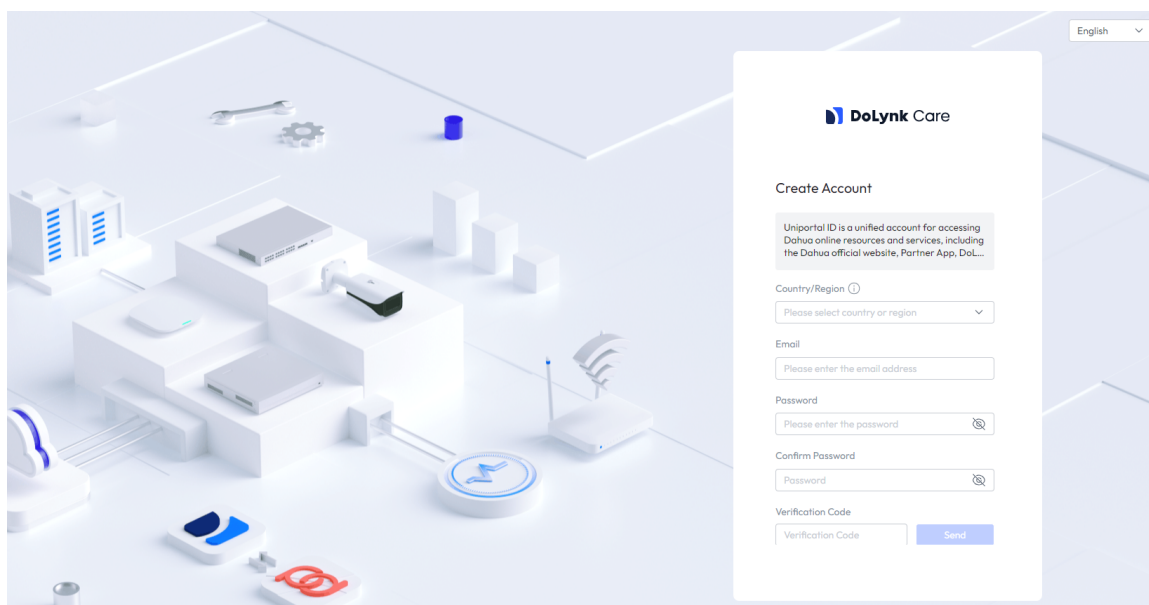 English
DoLynk Care
Create Account
Uniportal ID is a unified account for accessing
Dahua online resources and services, including
the Dahua official website, Partner App, DoL...
Country/Region
Please select country or region
Email
Please enter the email address
Password
Please enter the password
Confirm Password
Password
Verification Code
Verification Code
Send